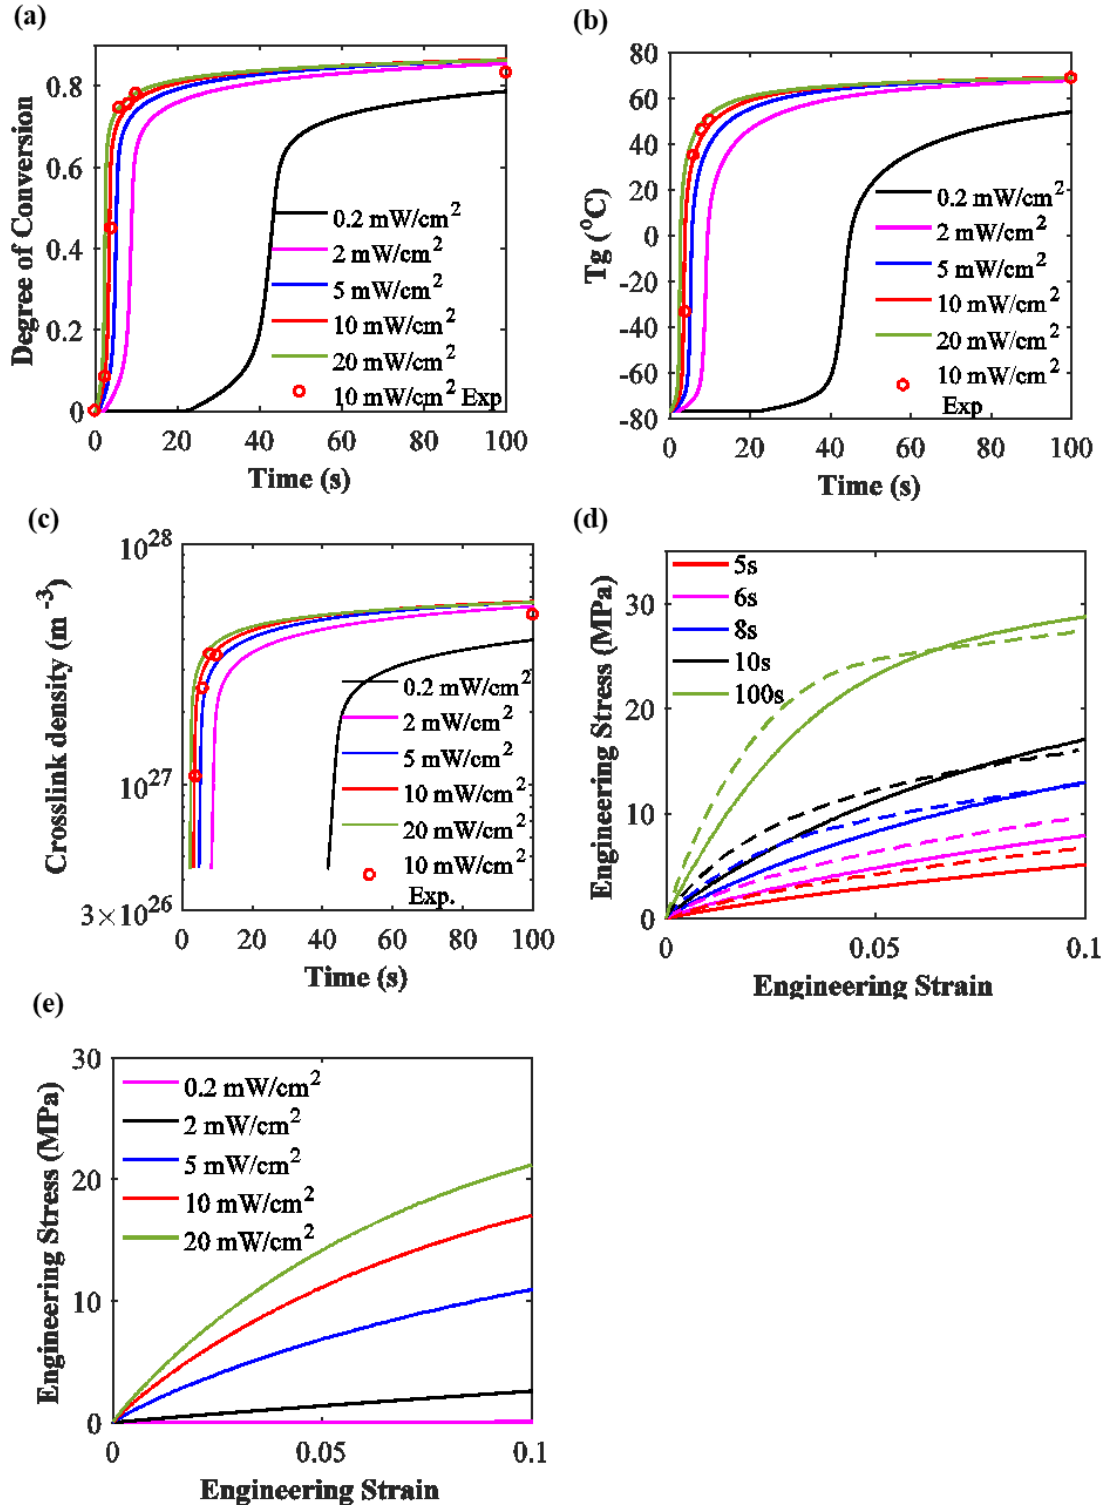 (a)
0.8
0.6
0.4
0.2
0
Degree of Conversion
0.2 mW/cm²
2 mW/cm²
5 mW/cm²
10 mW/cm²
20 mW/cm²
10 mW/cm² Exp
0 20 40 60 80 100
Time (s)
(b)
80
60
40
20
0
-20
-40
-60
-80
Tg (°C)
0.2 mW/cm²
2 mW/cm²
5 mW/cm²
10 mW/cm²
20 mW/cm²
10 mW/cm²
Exp
0 20 40 60 80 100
Time (s)
(c)
10²⁸
10²⁷
3×10²⁶
Crosslink density (m⁻³)
0.2 mW/cm²
2 mW/cm²
5 mW/cm²
10 mW/cm²
20 mW/cm²
10 mW/cm²
Exp.
0 20 40 60 80 100
Time (s)
(d)
30
20
10
0
Engineering Stress (MPa)
5s
6s
8s
10s
100s
0 0.05 0.1
Engineering Strain
(e)
30
20
10
0
Engineering Stress (MPa)
0.2 mW/cm²
2 mW/cm²
5 mW/cm²
10 mW/cm²
20 mW/cm²
0 0.05 0.1
Engineering Strain